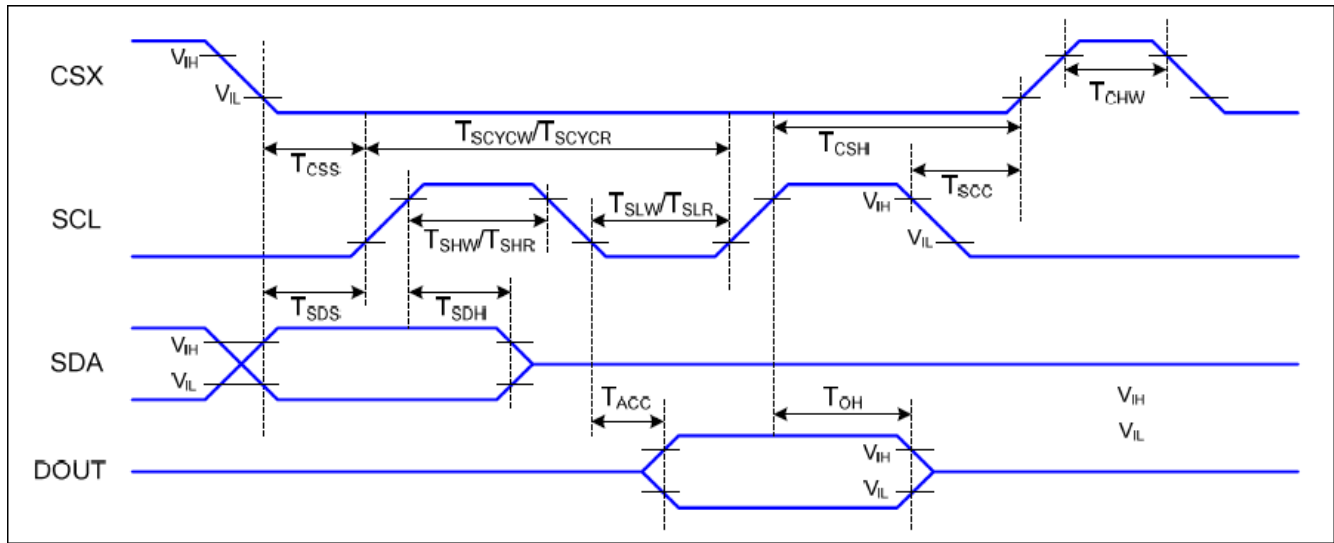 CSX
VIH
VIL
TCHW
TSCYCW/TSCYCR
TCSH
TCSS
TSCC
SCL
TSLW/TSLR
VIH
TSHW/TSHR
VIL
TSDS
TSDH
SDA
VIH
VIL
TACC
TOH
VIH
VIL
DOUT
VIH
VIL